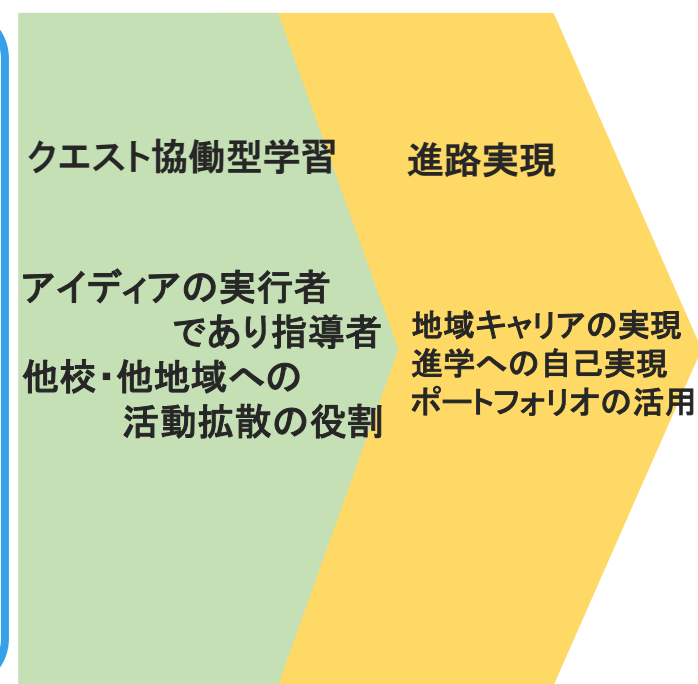 クエスト協働型学習
アイディアの実行者
であり指導者
他校・他地域への
活動拡散の役割
進路実現
地域キャリアの実現
進学への自己実現
ポートフォリオの活用